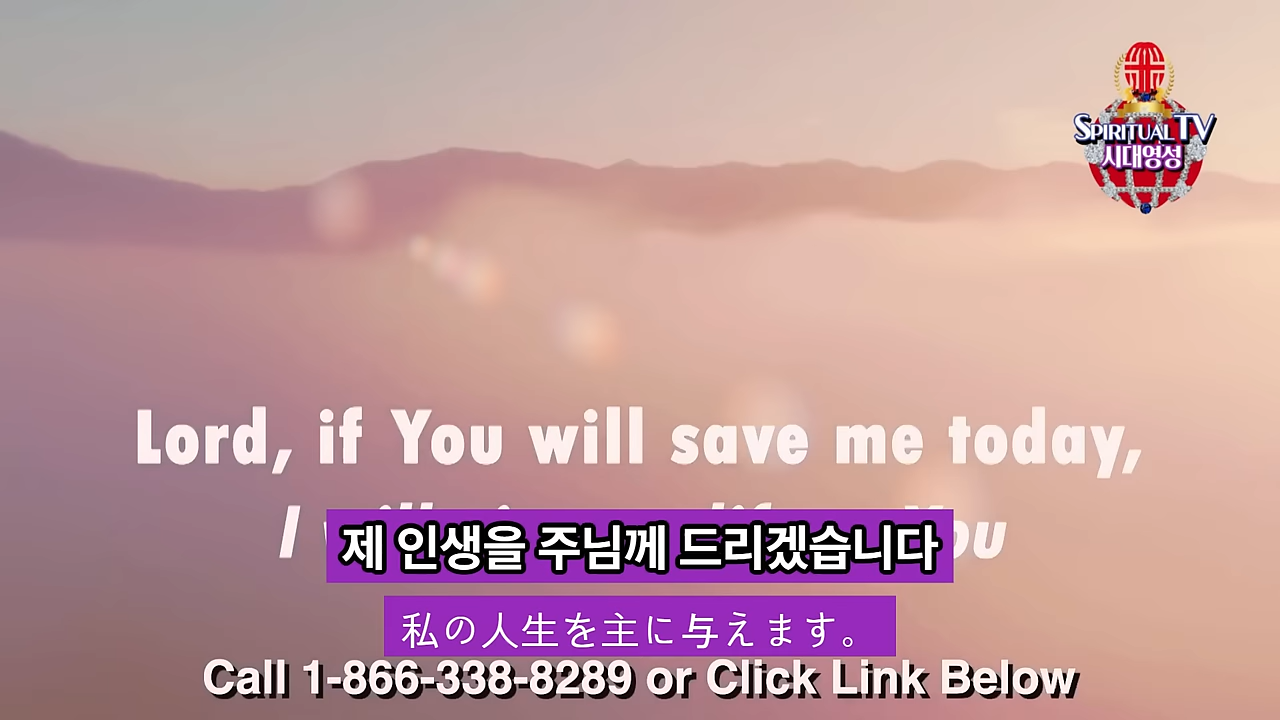 SPIRITUAL TV
시대영성
Lord, if You will save me today,
I You
제 인생을 주님께 드리겠습니다
私の人生を主に与えます。
Call 1-866-338-8289 or Click Link Below